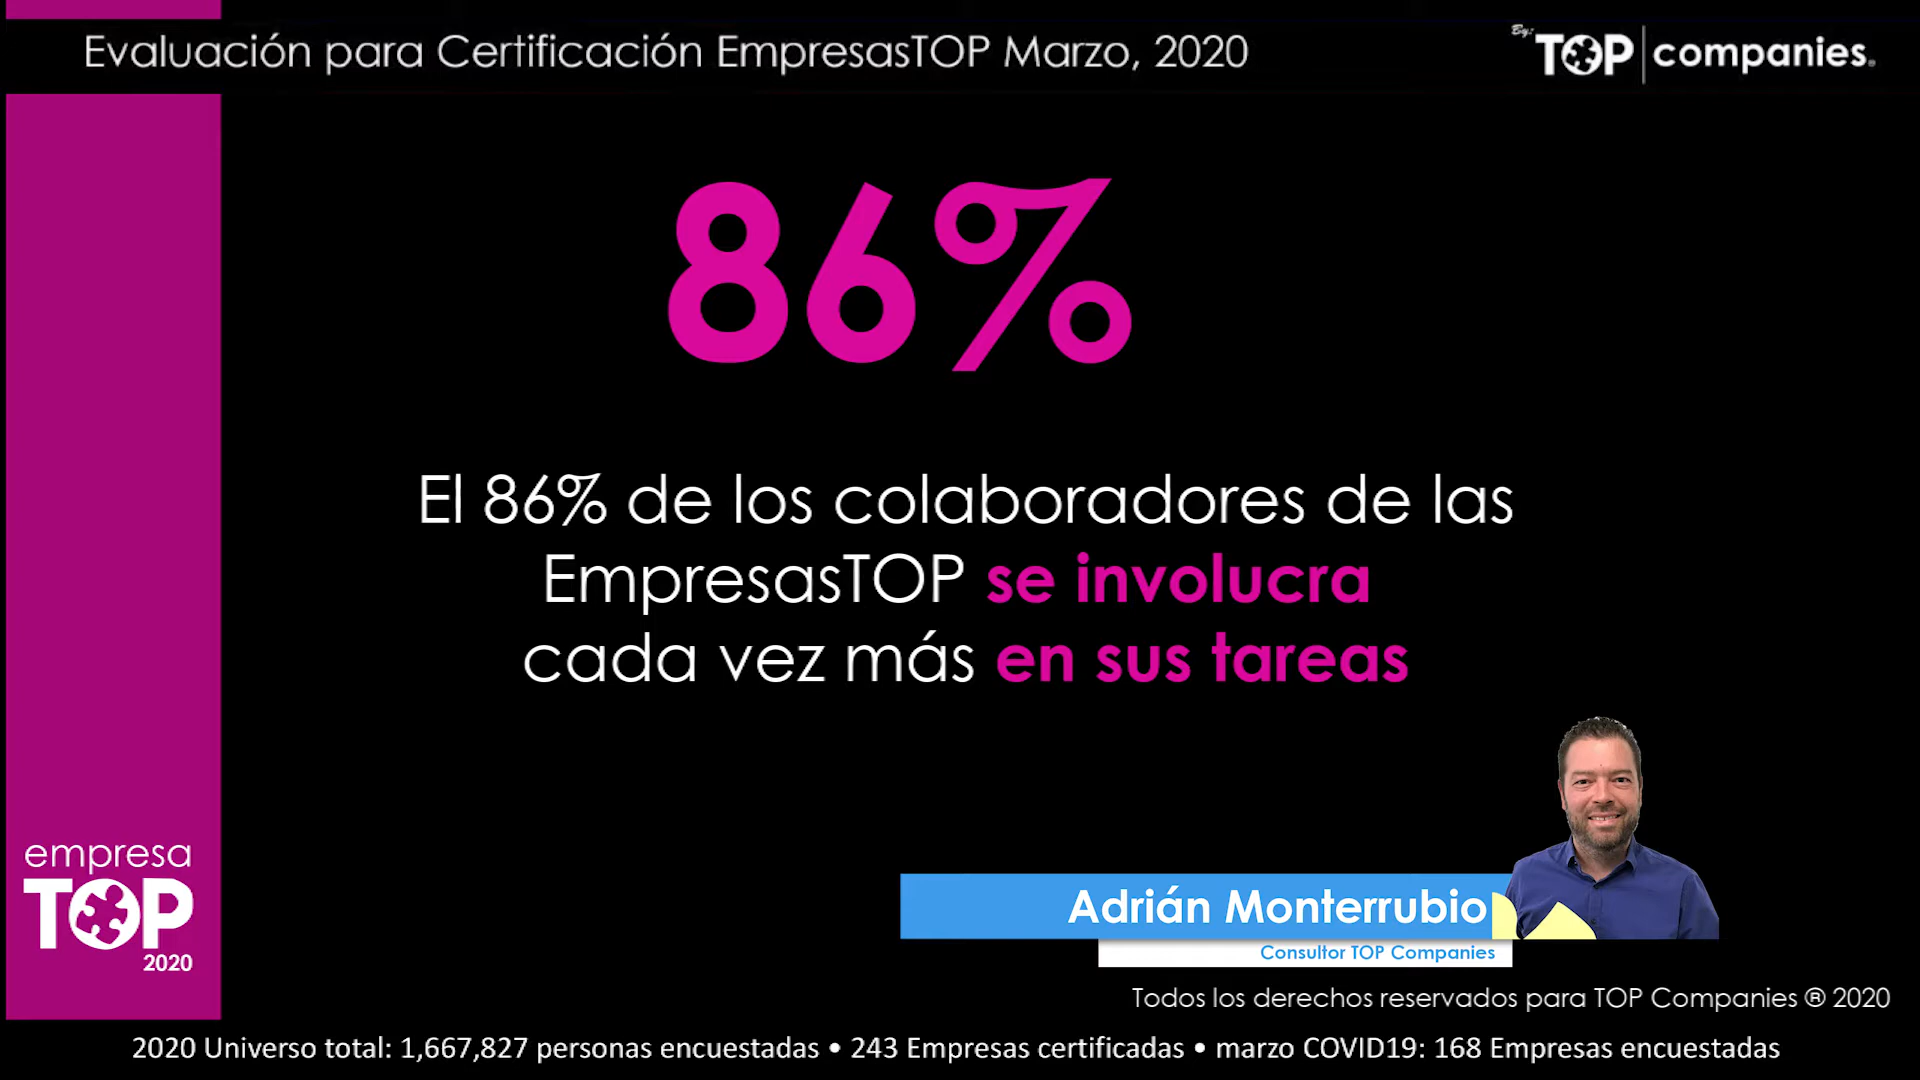 Evaluación para Certificación EmpresasTOP Marzo, 2020
By:
TOP companies®
86%
El 86% de los colaboradores de las
EmpresasTOP se involucra
cada vez más en sus tareas
empresa
TOP
2020
Adrián Monterrubio
Consultor TOP Companies
Todos los derechos reservados para TOP Companies ® 2020
2020 Universo total: 1,667,827 personas encuestadas • 243 Empresas certificadas • marzo COVID19: 168 Empresas encuestadas